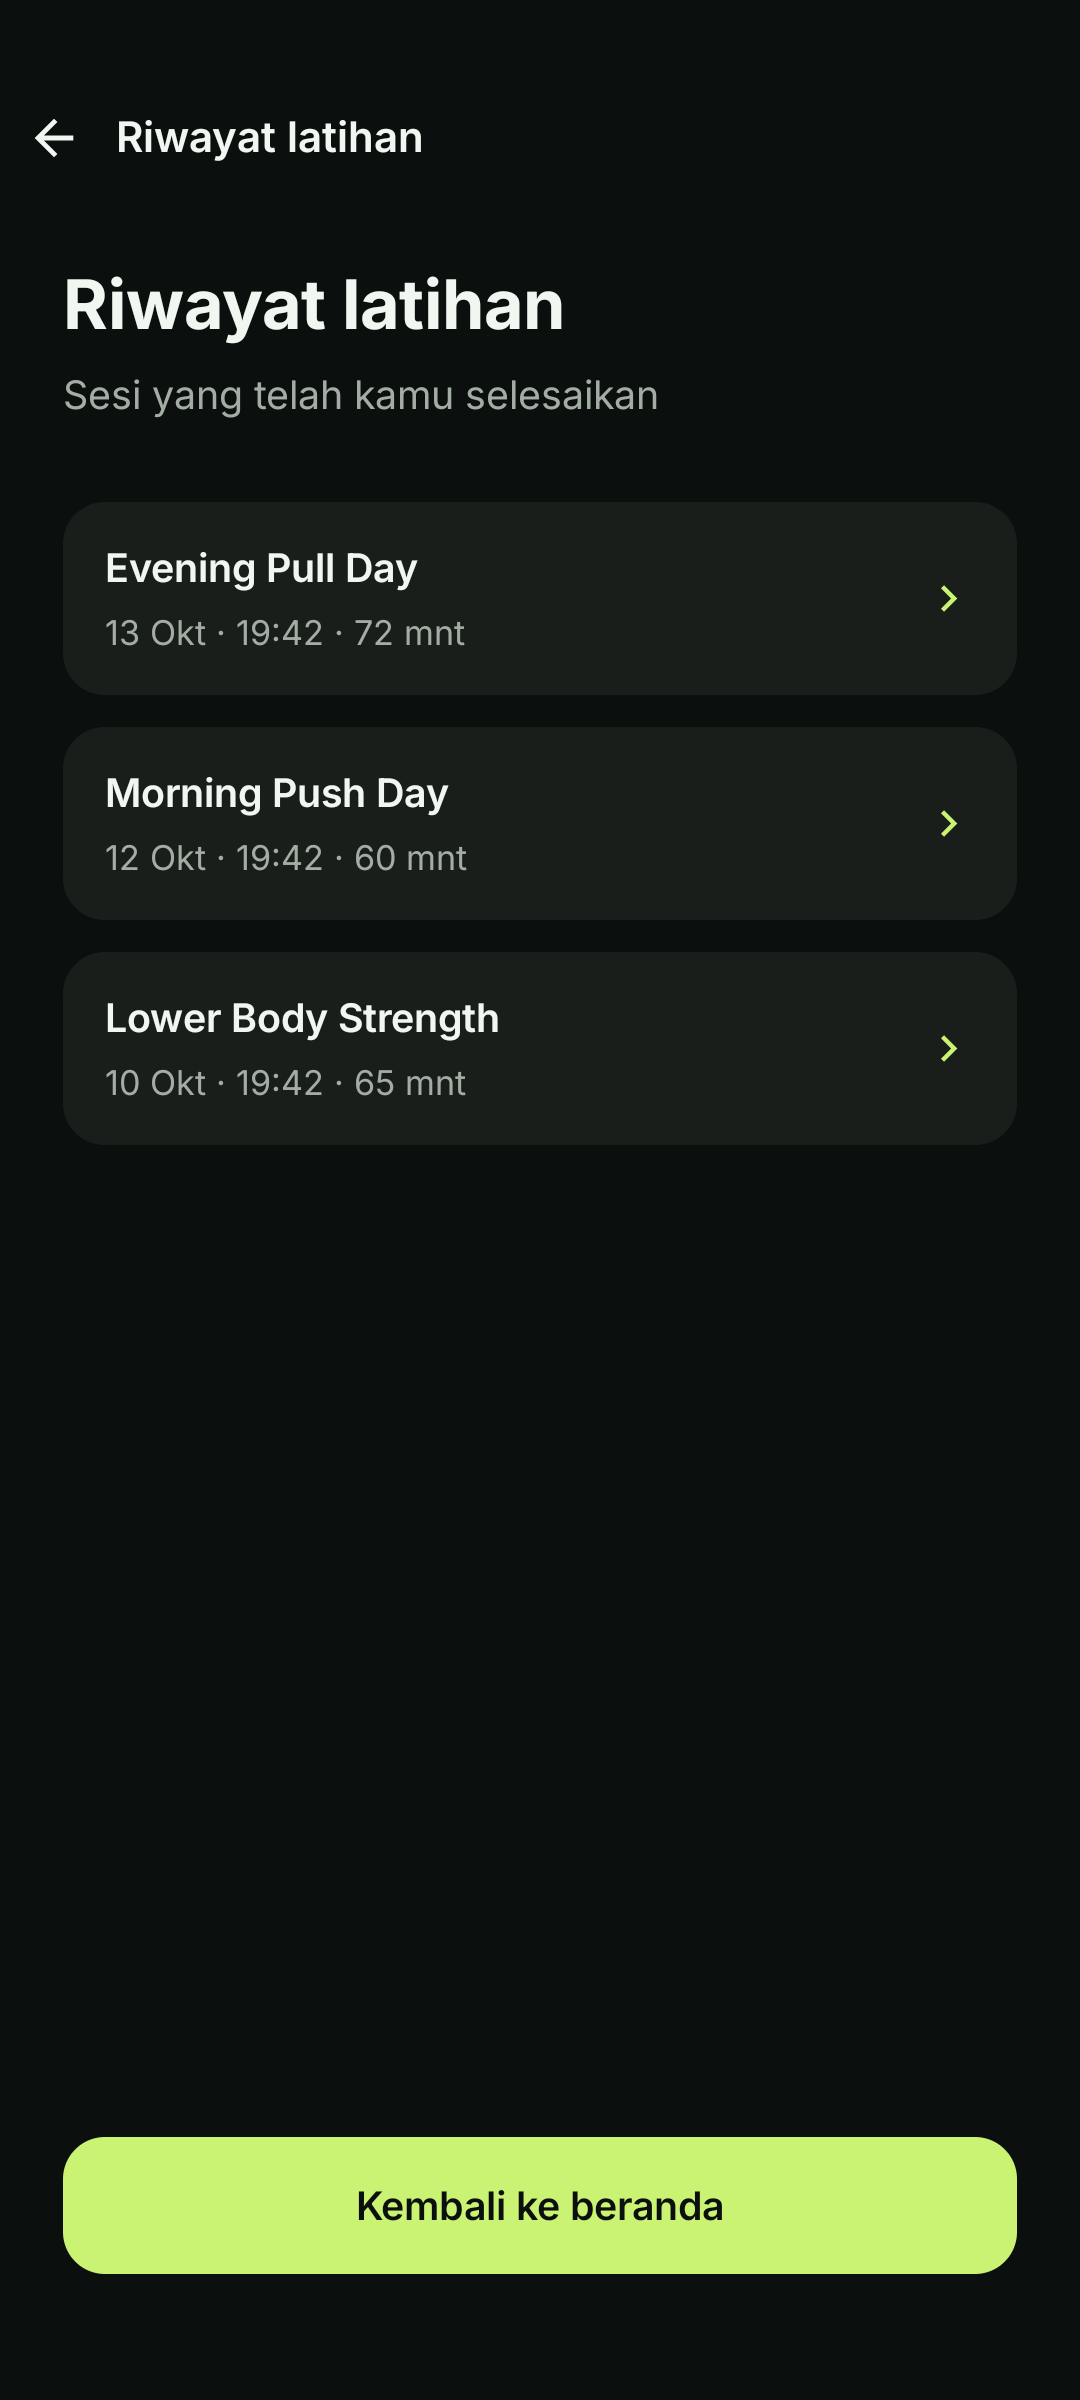 Riwayat latihan
Riwayat latihan
Sesi yang telah kamu selesaikan
Evening Pull Day
13 Okt · 19:42 · 72 mnt
Morning Push Day
12 Okt · 19:42 · 60 mnt
Lower Body Strength
10 Okt · 19:42 · 65 mnt
Kembali ke beranda